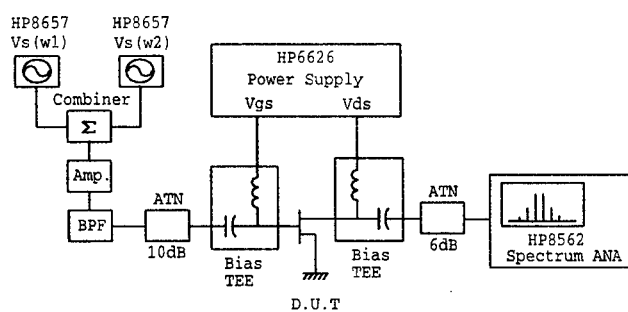 HP8657 HP8657
Vs(w1) Vs(w2)
Combiner
Σ
Amp.
BPF
ATN
10dB
HP6626
Power Supply
Vgs Vds
Bias
TEE
Bias
TEE
ATN
6dB
HP8562
Spectrum ANA
D.U.T